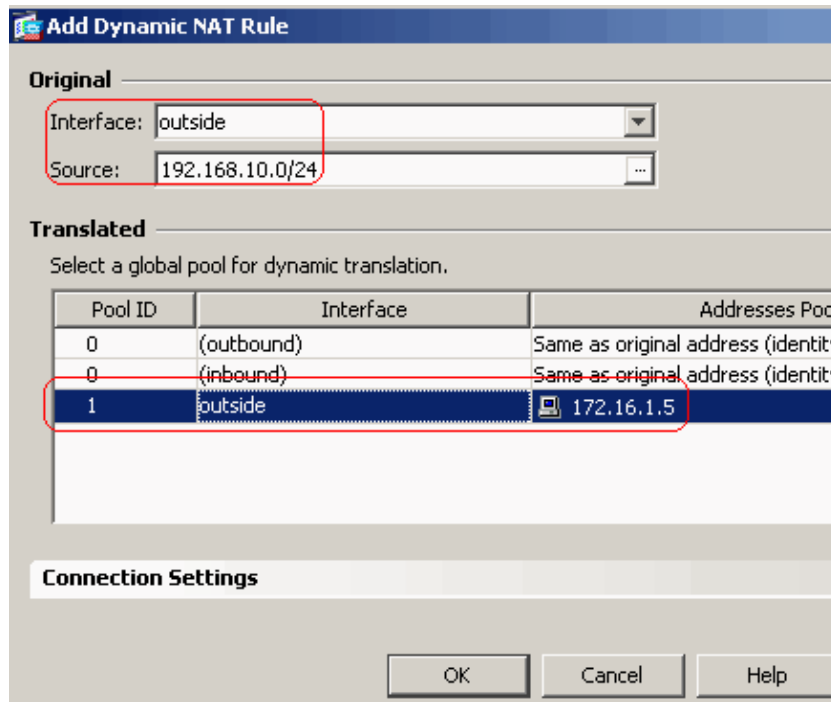 Add Dynamic NAT Rule
Original
Interface: outside
Source: 192.168.10.0/24
Translated
Select a global pool for dynamic translation.
Pool ID Interface Addresses Poo
0 (outbound) Same as original address (identit
0 (inbound) Same as original address (identit
1 outside 172.16.1.5
Connection Settings
OK Cancel Help